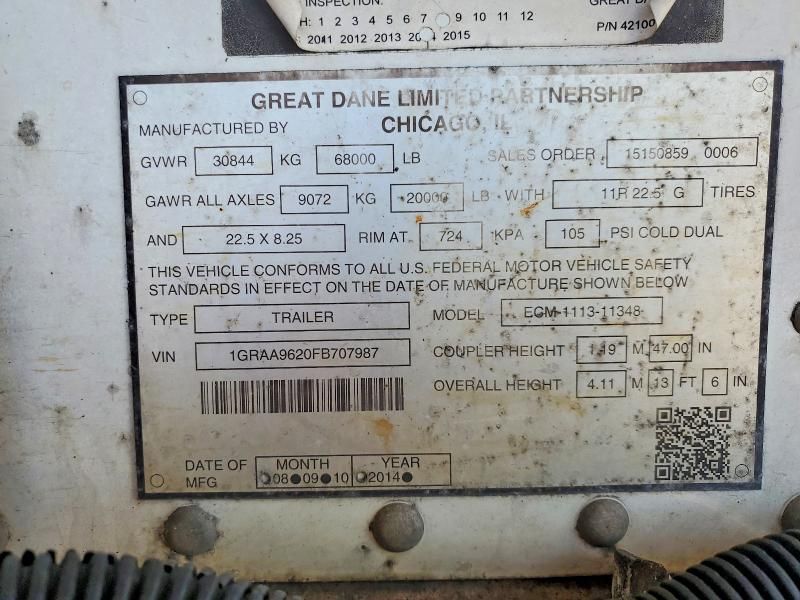 INSPECTION:
H: 1 2 3 4 5 6 7 9 10 11 12
P/N 42100
2011 2012 2013 2015
GREAT DANE LIMITED PARTNERSHIP
MANUFACTURED BY CHICAGO, IL
GVWR 30844 KG 68000 LB SALES ORDER 15150859 0006
GAWR ALL AXLES 9072 KG 20000 LB WITH 11R 22.5 G TIRES
AND 22.5 X 8.25 RIM AT 724 KPA 105 PSI COLD DUAL
THIS VEHICLE CONFORMS TO ALL U.S. FEDERAL MOTOR VEHICLE SAFETY
STANDARDS IN EFFECT ON THE DATE OF MANUFACTURE SHOWN BELOW
TYPE TRAILER MODEL ECM-1113-11348
VIN 1GRAA9620FB707987 COUPLER HEIGHT 1.19 M 47.00 IN
OVERALL HEIGHT 4.11 M 13 FT 6 IN
DATE OF MFG MONTH YEAR
08 09 10 2014